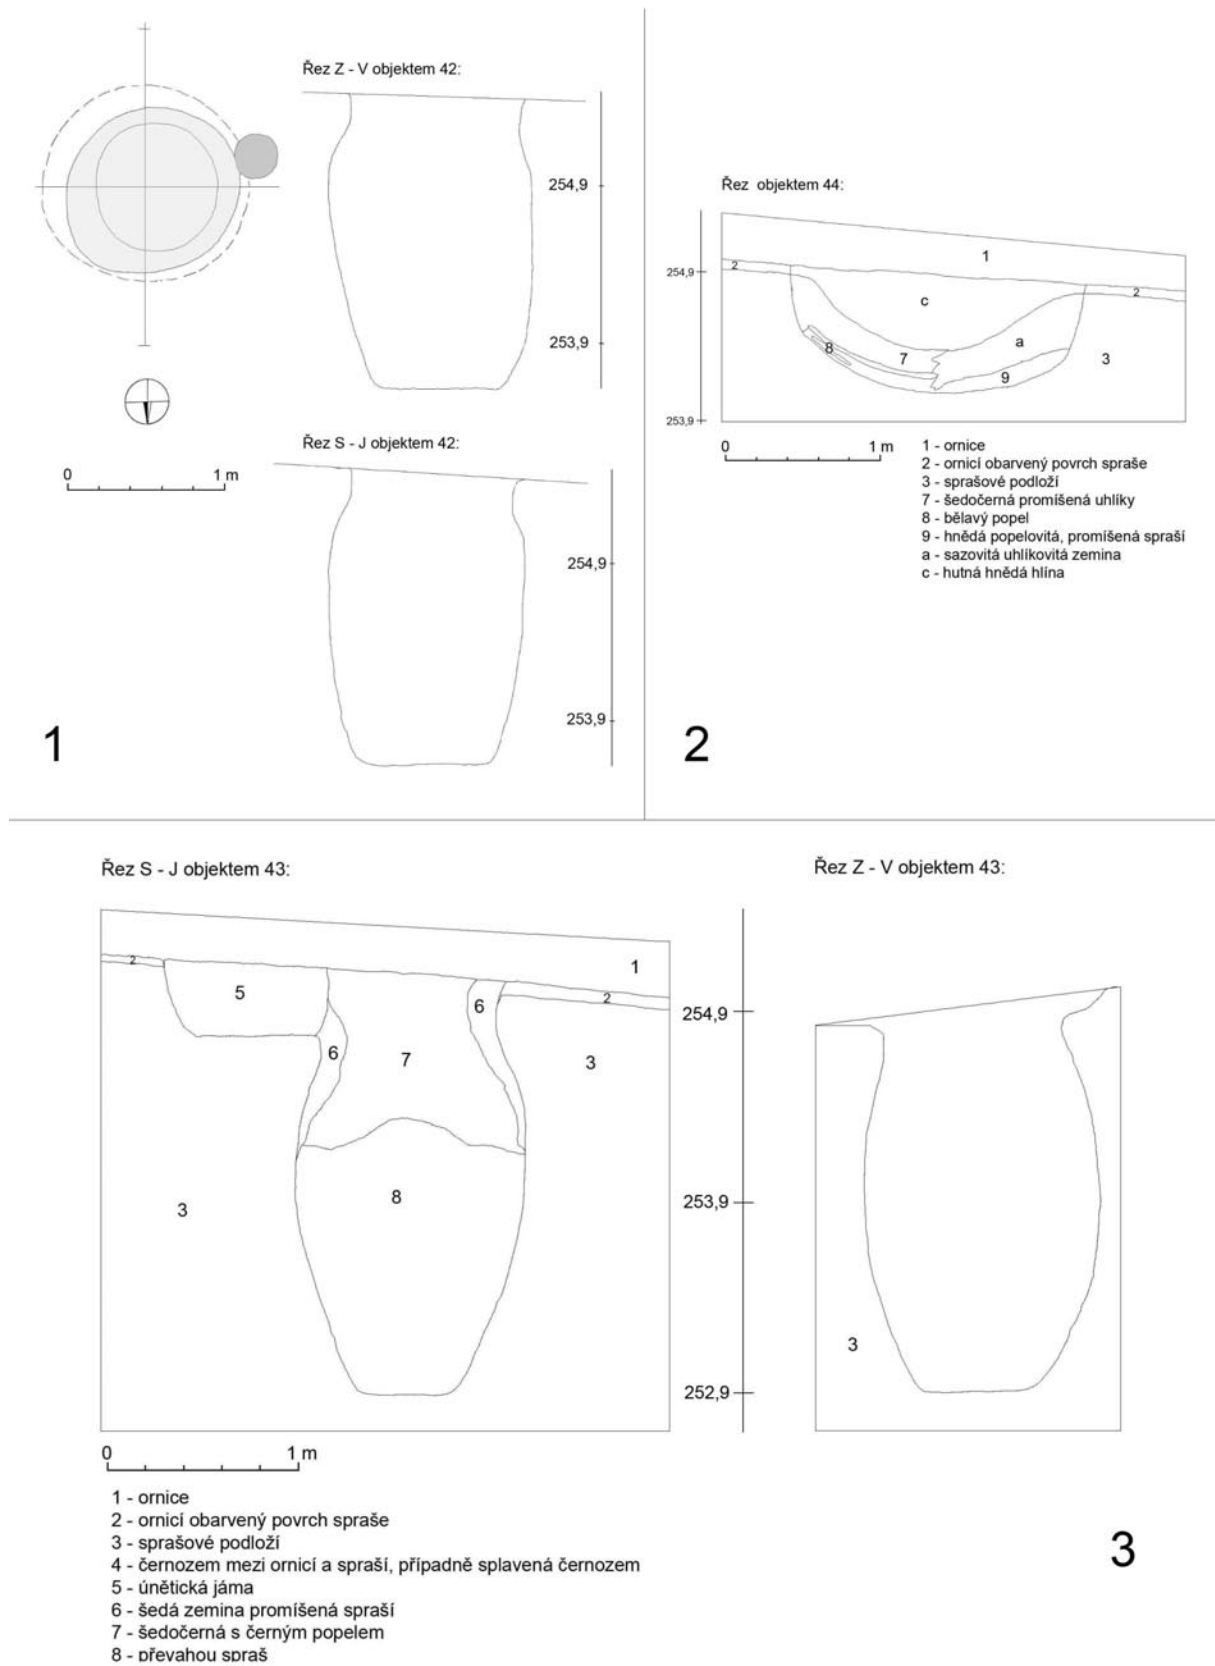 Řez Z - V objektem 42:
254,9
253,9
0 1 m
Řez S - J objektem 42:
254,9
253,9
1
Řez objektem 44:
254,9
253,9
1
2
c
2
a
8
7
9
3
0 1 m
1 - ornice
2 - ornicí obarvený povrch spraše
3 - sprašové podloží
7 - šedočerná promíšená uhlíky
8 - bělavý popel
9 - hnědá popelovitá, promíšená spraší
a - sazovitá uhlíkovitá zemina
c - hutná hnědá hlína
2
Řez S - J objektem 43:
1
2
5
6
2
6
7
3
3
8
254,9
253,9
252,9
0 1 m
Řez Z - V objektem 43:
3
1 - ornice
2 - ornicí obarvený povrch spraše
3 - sprašové podloží
4 - černozem mezi ornicí a spraší, případně splavená černozem
5 - únětická jáma
6 - šedá zemina promíšená spraší
7 - šedočerná s černým popelem
8 - převahou spraš
3